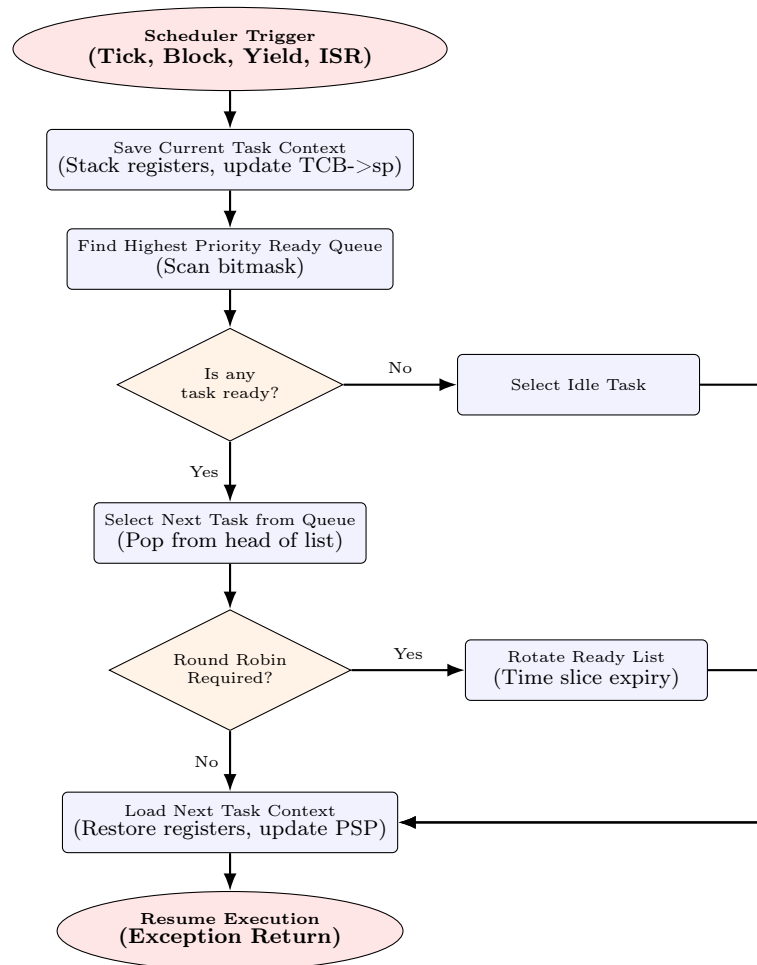 Scheduler Trigger
(Tick, Block, Yield, ISR)
Save Current Task Context
(Stack registers, update TCB->sp)
Find Highest Priority Ready Queue
(Scan bitmask)
Is any
task ready?
No
Select Idle Task
Yes
Select Next Task from Queue
(Pop from head of list)
Round Robin
Required?
Yes
Rotate Ready List
(Time slice expiry)
No
Load Next Task Context
(Restore registers, update PSP)
Resume Execution
(Exception Return)